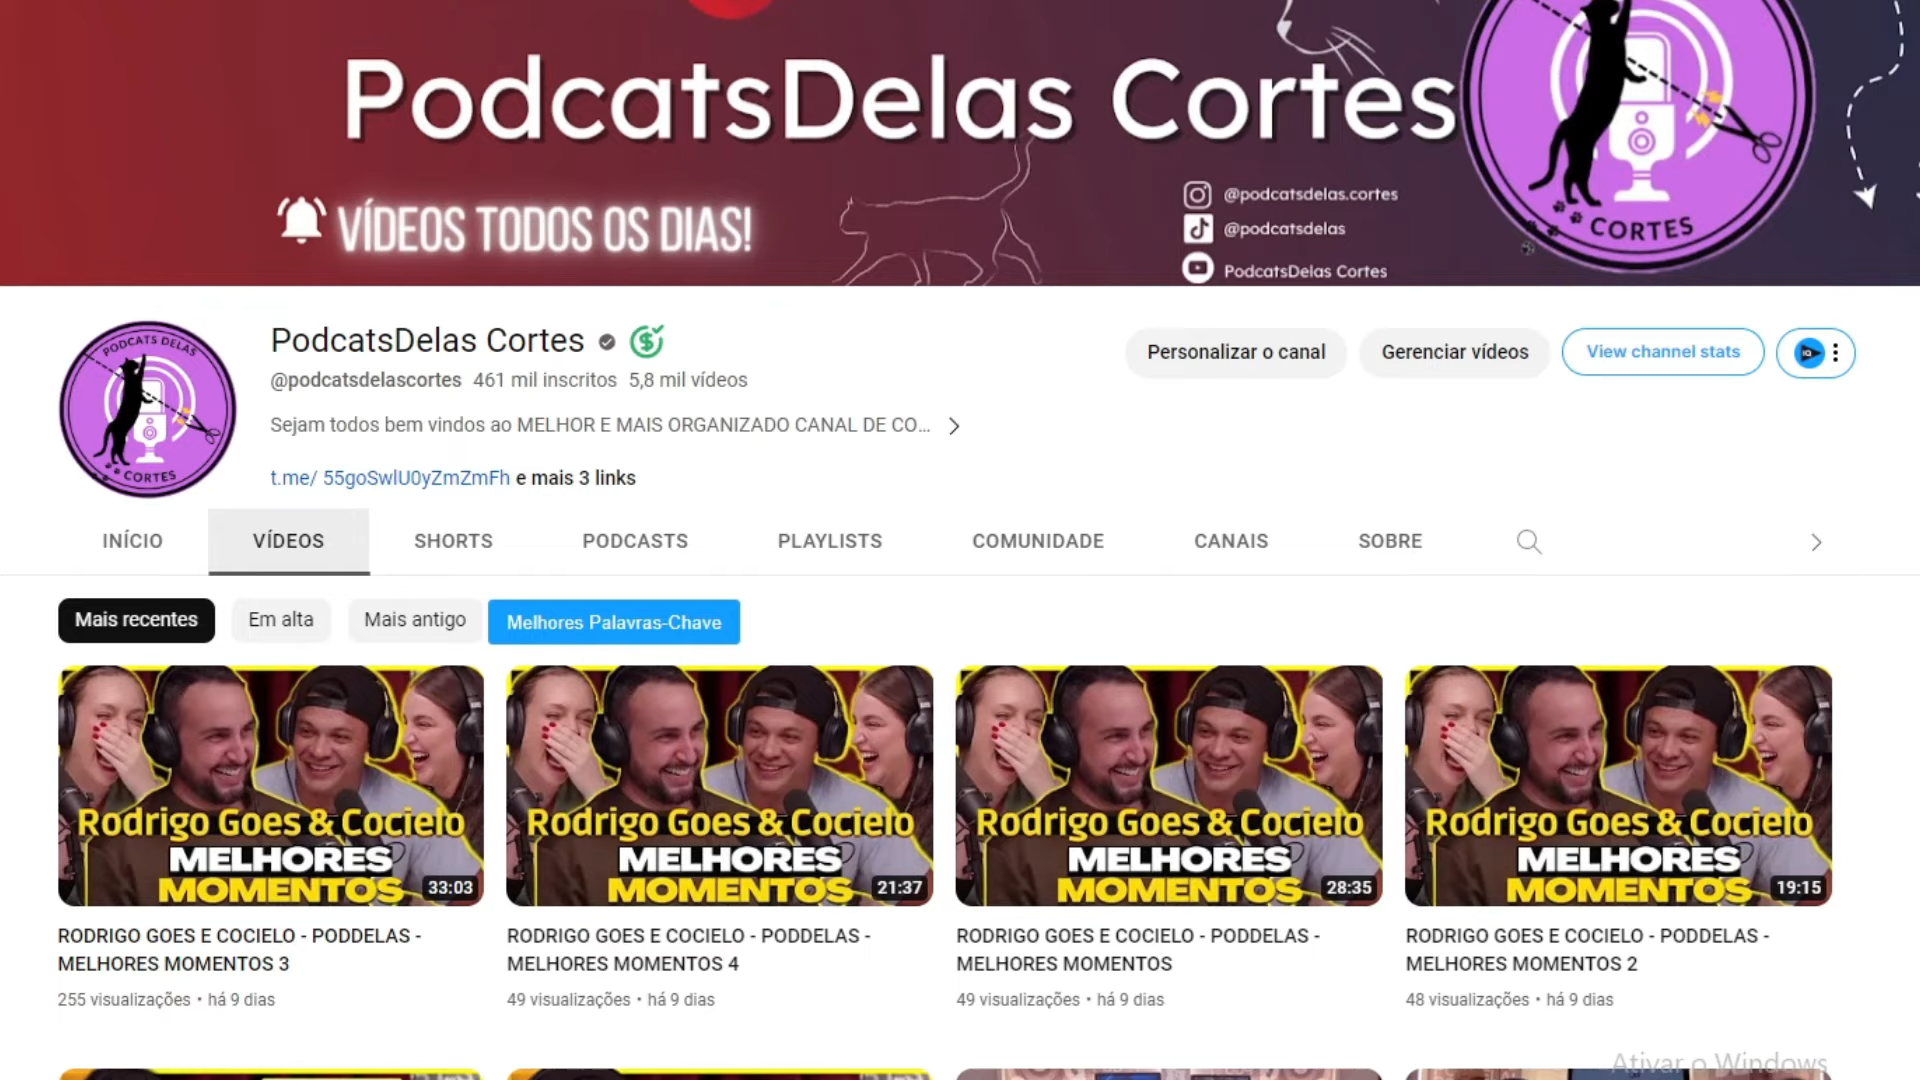 PodcatsDelas Cortes
VÍDEOS TODOS OS DIAS!
@podcatsdelas.cortes
@podcatsdelas
PodcatsDelas Cortes
CORTES
PODCATS DELAS
CORTES
PodcatsDelas Cortes
@podcatsdelascortes 461 mil inscritos 5,8 mil vídeos
Sejam todos bem vindos ao MELHOR E MAIS ORGANIZADO CANAL DE CO...
t.me/ 55goSwlU0yZmZmFh e mais 3 links
Personalizar o canal
Gerenciar vídeos
View channel stats
IQ
INÍCIO VÍDEOS SHORTS PODCASTS PLAYLISTS COMUNIDADE CANAIS SOBRE
Mais recentes Em alta Mais antigo Melhores Palavras-Chave
Rodrigo Goes & Cocielo
MELHORES
MOMENTOS
33:03
RODRIGO GOES E COCIELO - PODDELAS -
MELHORES MOMENTOS 3
255 visualizações • há 9 dias
Rodrigo Goes & Cocielo
MELHORES
MOMENTOS
21:37
RODRIGO GOES E COCIELO - PODDELAS -
MELHORES MOMENTOS 4
49 visualizações • há 9 dias
Rodrigo Goes & Cocielo
MELHORES
MOMENTOS
28:35
RODRIGO GOES E COCIELO - PODDELAS -
MELHORES MOMENTOS
49 visualizações • há 9 dias
Rodrigo Goes & Cocielo
MELHORES
MOMENTOS
19:15
RODRIGO GOES E COCIELO - PODDELAS -
MELHORES MOMENTOS 2
48 visualizações • há 9 dias
Ativar o Windows